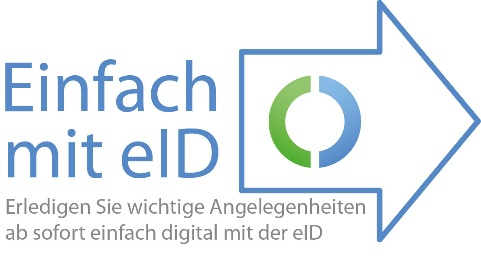 Einfach
mit eID
Erledigen Sie wichtige Angelegenheiten
ab sofort einfach digital mit der eID